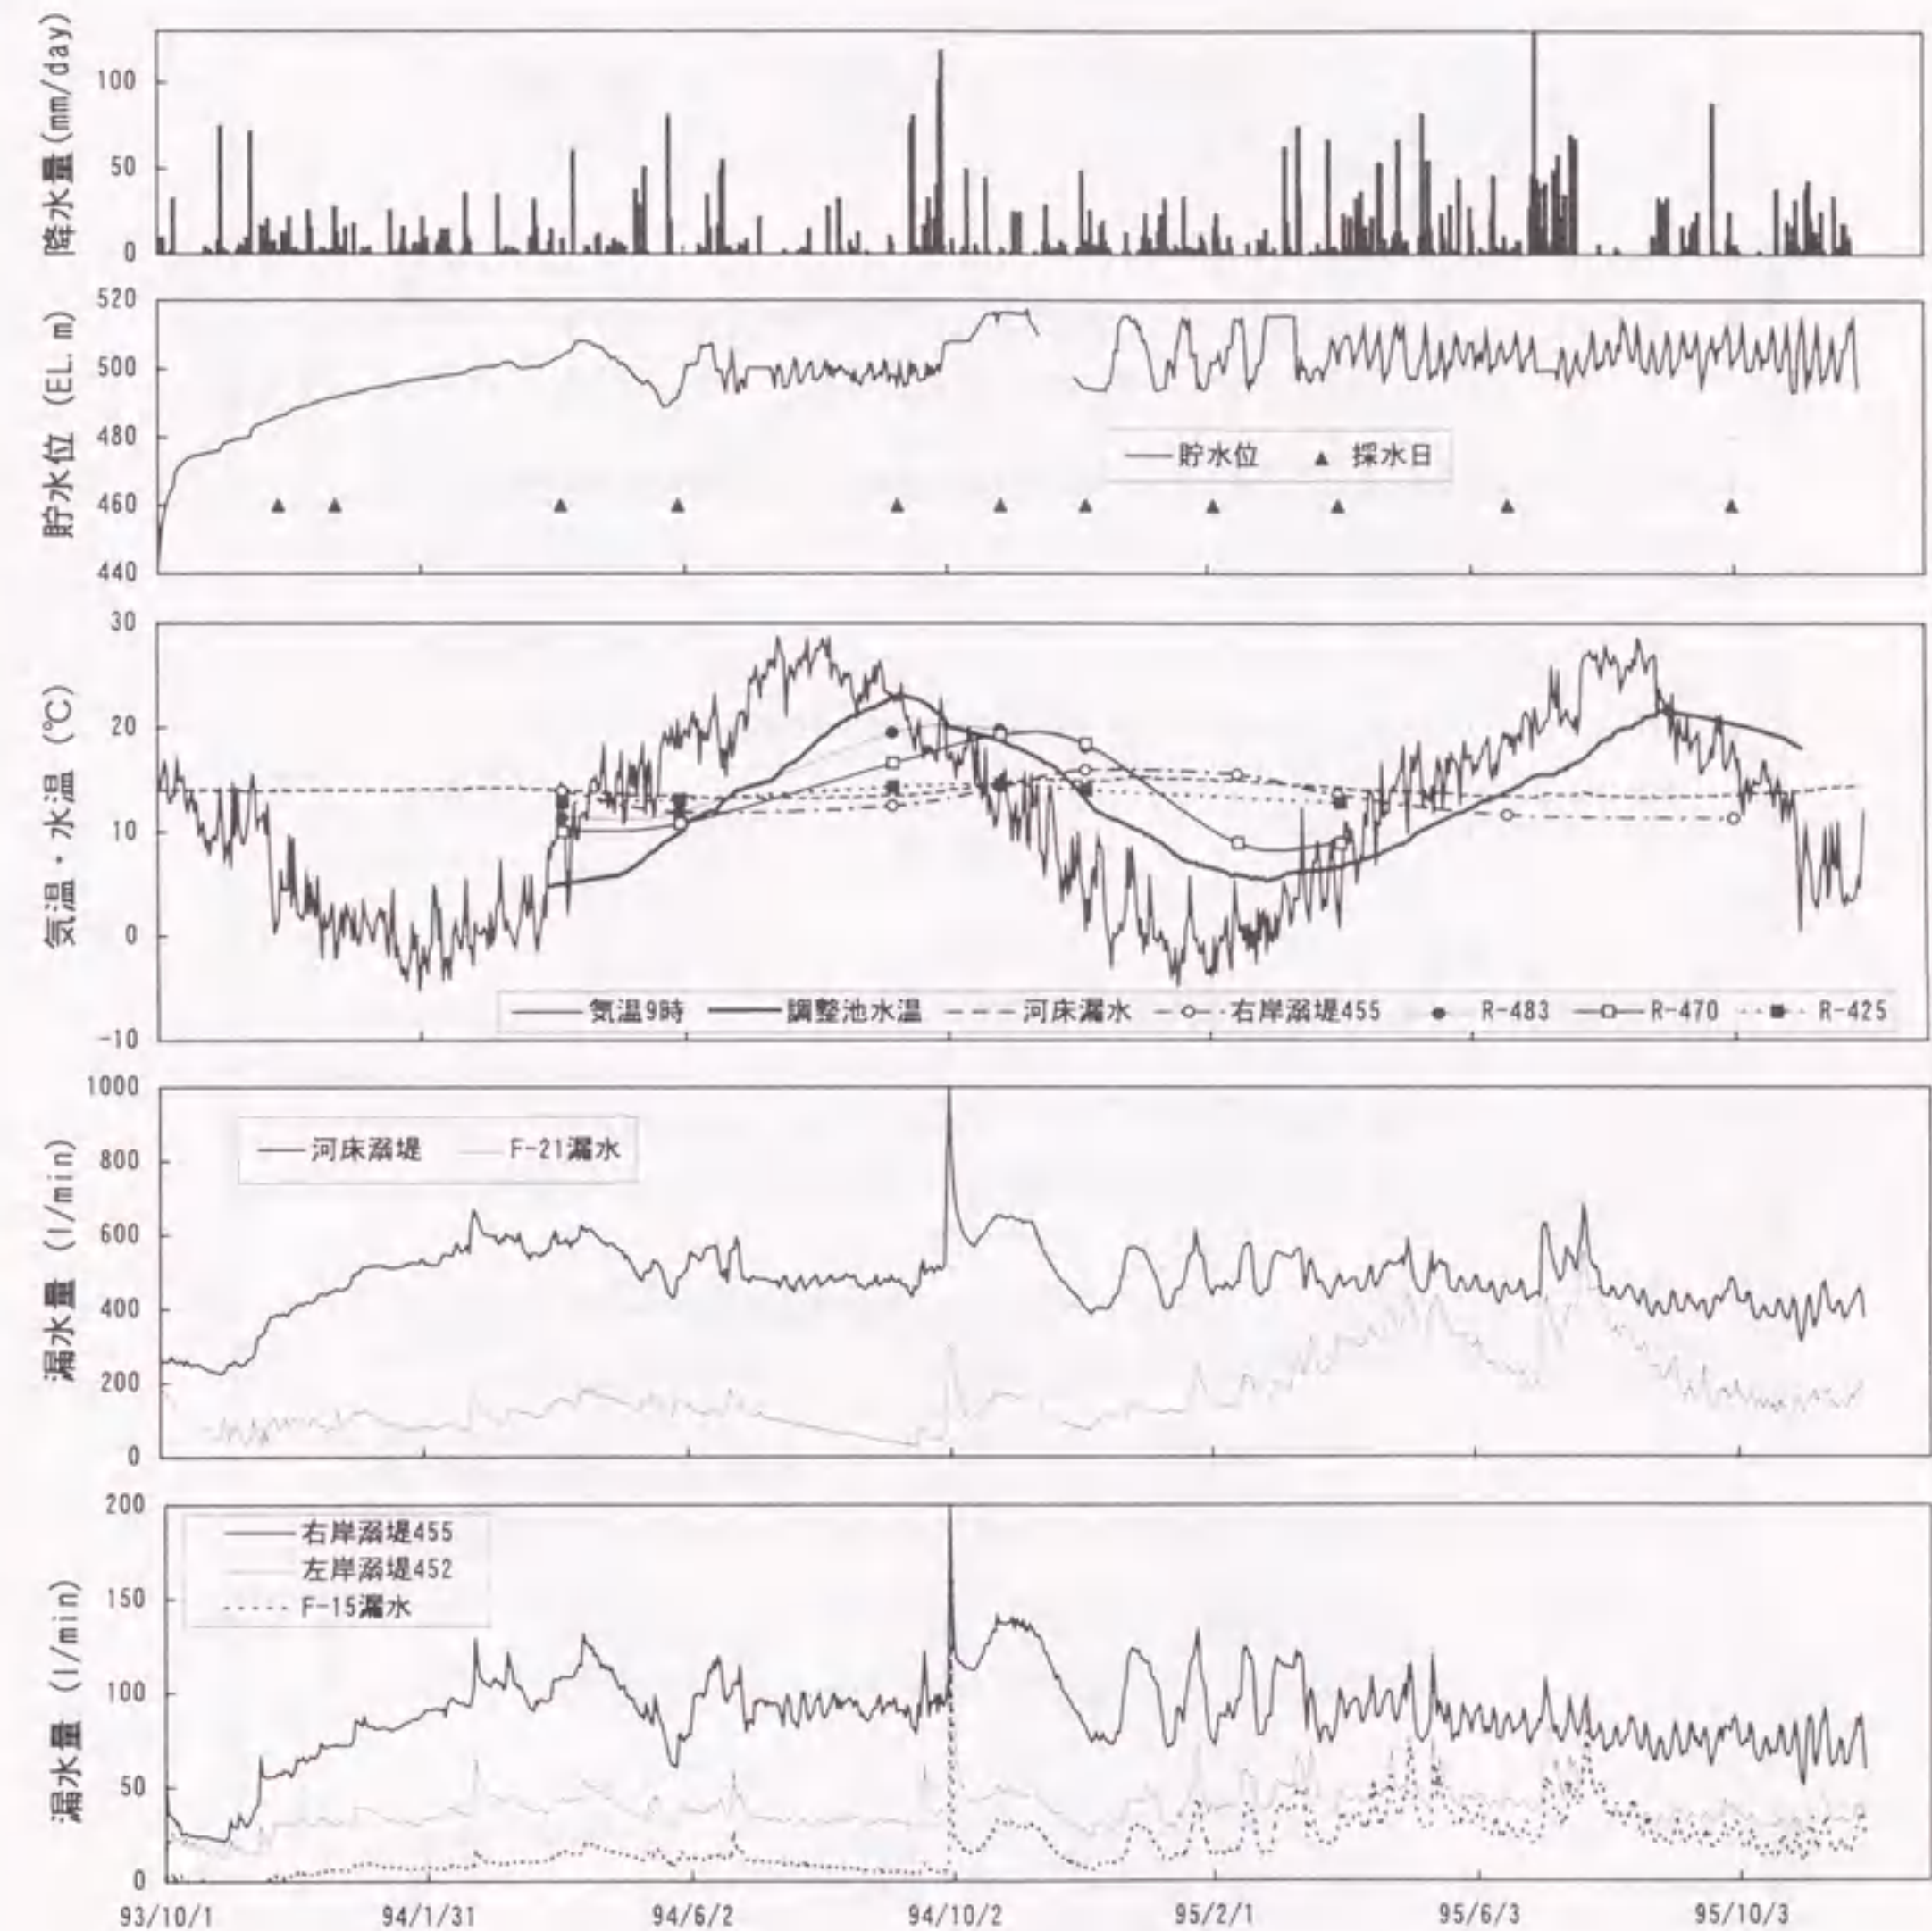 降水量(mm/day)
100
50
0
貯水位 (EL. m)
520
500
480
460
440
貯水位 採水日
気温・水温 (℃)
30
20
10
0
-10
気温9時 調整池水温 河床漏水 右岸溺堤455 R-483 R-470 R-425
漏水量 (l/min)
1000
800
600
400
200
0
河床溺堤 F-21漏水
漏水量 (l/min)
200
150
100
50
0
右岸溺堤455
左岸溺堤452
F-15漏水
93/10/1 94/1/31 94/6/2 94/10/2 95/2/1 95/6/3 95/10/3